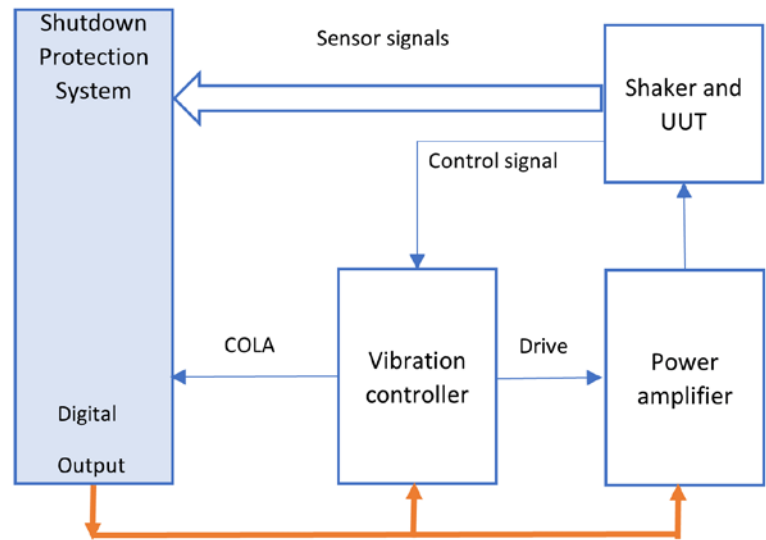 Shutdown
Protection
System
Sensor signals
Shaker and
UUT
Control signal
COLA
Vibration
controller
Drive
Power
amplifier
Digital
Output